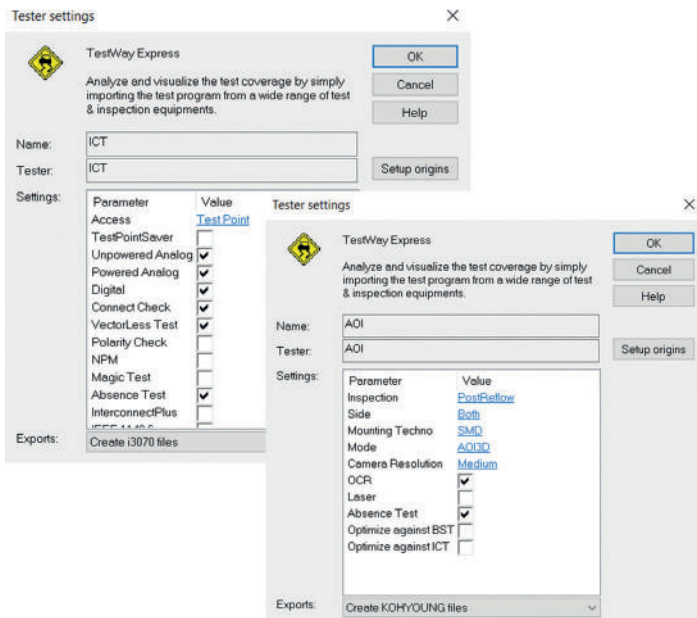 Tester settings
TestWay Express
Analyze and visualize the test coverage by simply
importing the test program from a wide range of test
& inspection equipments.
OK
Cancel
Help
Name: ICT
Tester: ICT
Setup origins
Settings:
Parameter Value
Access Test Point
TestPointSaver
Unpowered Analog
Powered Analog
Digital
Connect Check
VectorLess Test
Polarity Check
NPM
Magic Test
Absence Test
InterconnectPlus
Exports: Create i3070 files
Tester settings
TestWay Express
Analyze and visualize the test coverage by simply
importing the test program from a wide range of test
& inspection equipments.
OK
Cancel
Help
Name: AOI
Tester: AOI
Setup origins
Settings:
Parameter Value
Inspection PostReflow
Side Both
Mounting Techno SMD
Mode AOI3D
Camera Resolution Medium
OCR
Laser
Absence Test
Optimize against BST
Optimize against ICT
Exports: Create KOHYOUNG files